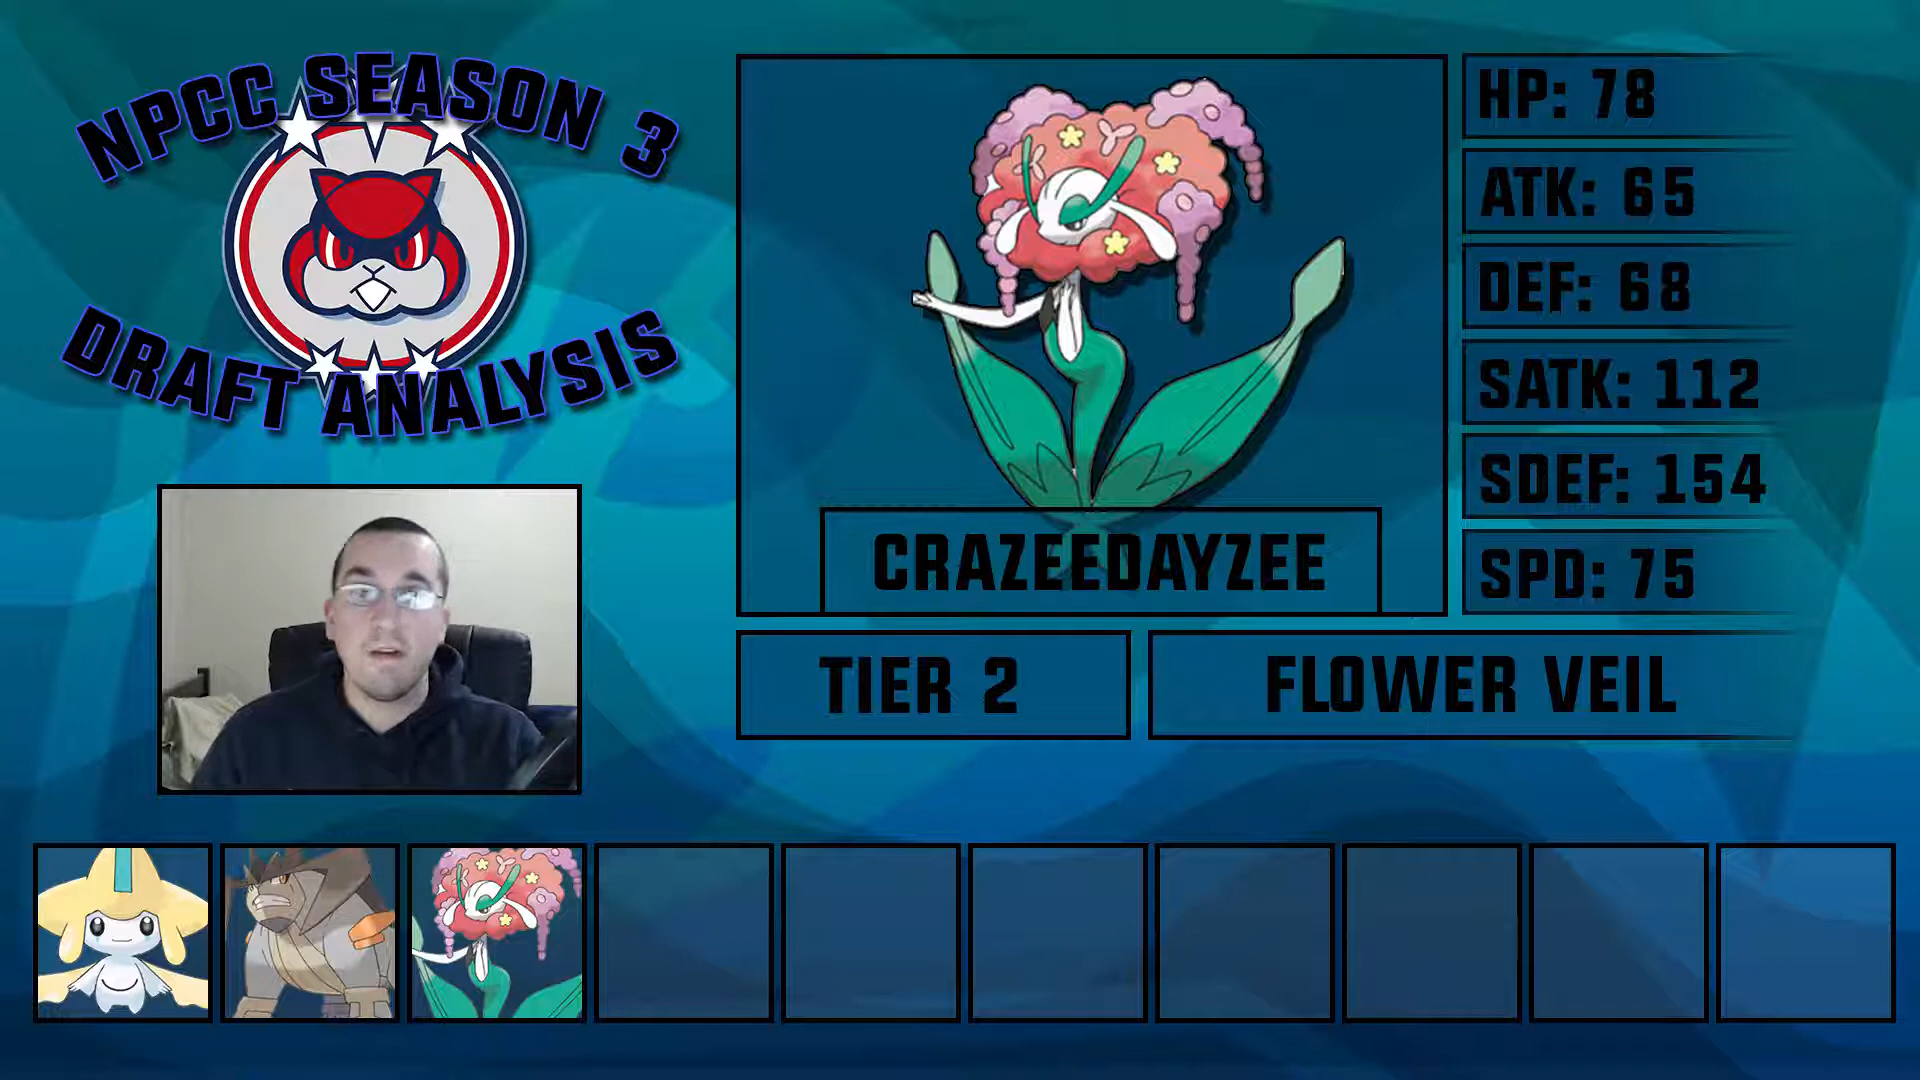 NPCC SEASON 3
DRAFT ANALYSIS
CRAZEEDAYZEE
TIER 2
FLOWER VEIL
HP: 78
ATK: 65
DEF: 68
SATK: 112
SDEF: 154
SPD: 75